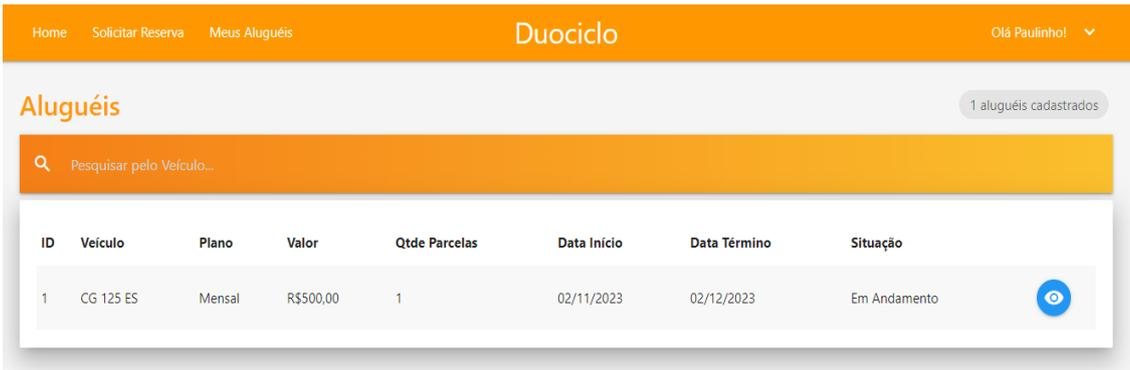 Home Solicitar Reserva Meus Aluguéis Duociclo Olá Paulinho!
Aluguéis 1 aluguéis cadastrados
Pesquisar pelo Veículo...
ID Veículo Plano Valor Qtde Parcelas Data Início Data Término Situação
1 CG 125 ES Mensal R$500,00 1 02/11/2023 02/12/2023 Em Andamento